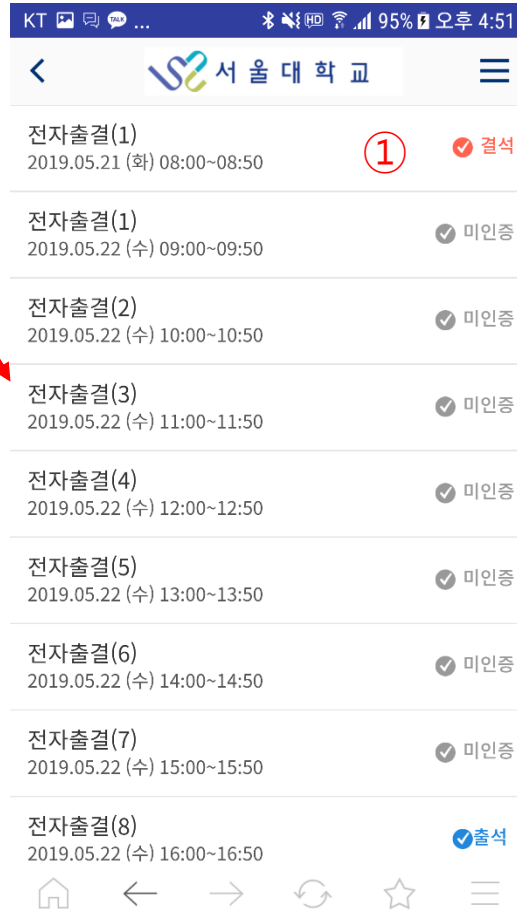 KT TALK ... HD 95% 오후 4:51
서울대학교
전자출결(1)
2019.05.21 (화) 08:00~08:50
① 결석
전자출결(1)
2019.05.22 (수) 09:00~09:50
미인증
전자출결(2)
2019.05.22 (수) 10:00~10:50
미인증
전자출결(3)
2019.05.22 (수) 11:00~11:50
미인증
전자출결(4)
2019.05.22 (수) 12:00~12:50
미인증
전자출결(5)
2019.05.22 (수) 13:00~13:50
미인증
전자출결(6)
2019.05.22 (수) 14:00~14:50
미인증
전자출결(7)
2019.05.22 (수) 15:00~15:50
미인증
전자출결(8)
2019.05.22 (수) 16:00~16:50
출석